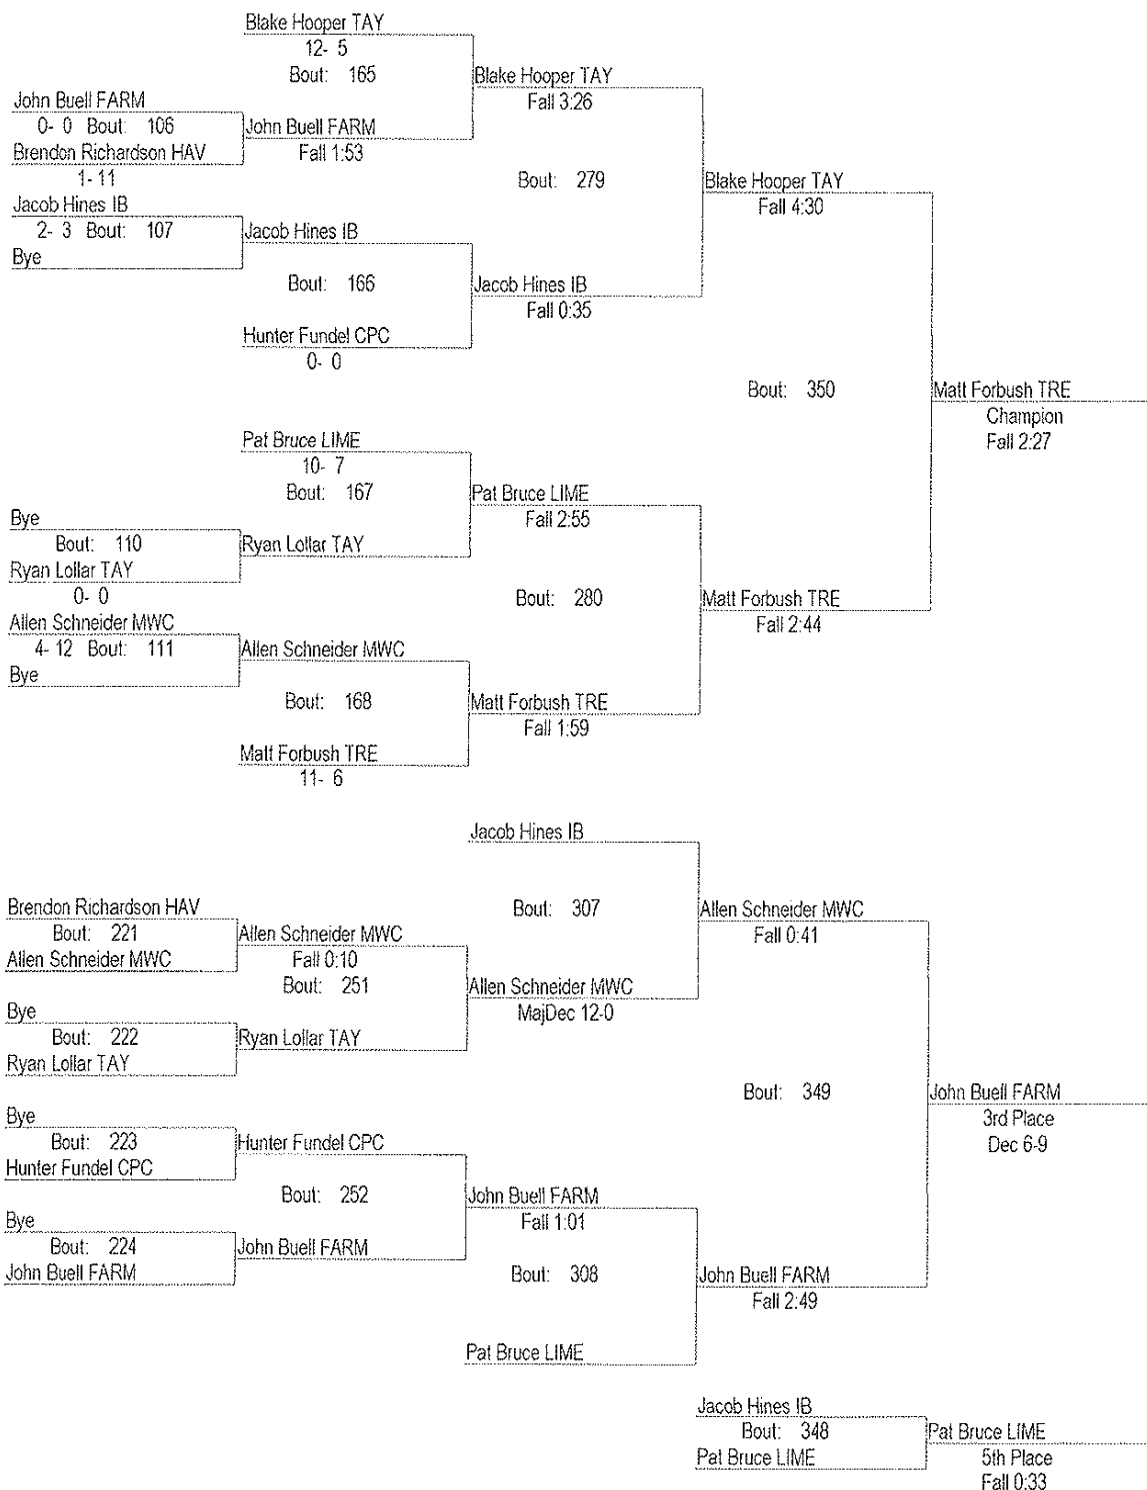 Blake Hooper TAY
12- 5
Bout: 165
Blake Hooper TAY
Fall 3:26
John Buell FARM
0- 0 Bout: 106
John Buell FARM
Fall 1:53
Brendon Richardson HAV
1- 11
Bout: 279
Blake Hooper TAY
Fall 4:30
Jacob Hines IB
2- 3 Bout: 107
Jacob Hines IB
Bye
Bout: 166
Jacob Hines IB
Fall 0:35
Hunter Fundel CPC
0- 0
Bout: 350
Matt Forbush TRE
Champion
Fall 2:27
Pat Bruce LIME
10- 7
Bout: 167
Pat Bruce LIME
Fall 2:55
Bye
Bout: 110
Ryan Lollar TAY
Ryan Lollar TAY
0- 0
Bout: 280
Matt Forbush TRE
Fall 2:44
Allen Schneider MWC
4- 12 Bout: 111
Allen Schneider MWC
Bye
Bout: 168
Matt Forbush TRE
Fall 1:59
Matt Forbush TRE
11- 6
Jacob Hines IB
Bout: 307
Allen Schneider MWC
Fall 0:41
Brendon Richardson HAV
Bout: 221
Allen Schneider MWC
Allen Schneider MWC
Fall 0:10
Bout: 251
Allen Schneider MWC
MajDec 12-0
Bye
Bout: 222
Ryan Lollar TAY
Ryan Lollar TAY
Bout: 349
John Buell FARM
3rd Place
Dec 6-9
Bye
Bout: 223
Hunter Fundel CPC
Hunter Fundel CPC
Bout: 252
John Buell FARM
Fall 1:01
Bye
Bout: 224
John Buell FARM
John Buell FARM
Bout: 308
John Buell FARM
Fall 2:49
Pat Bruce LIME
Jacob Hines IB
Bout: 348
Pat Bruce LIME
Pat Bruce LIME
5th Place
Fall 0:33